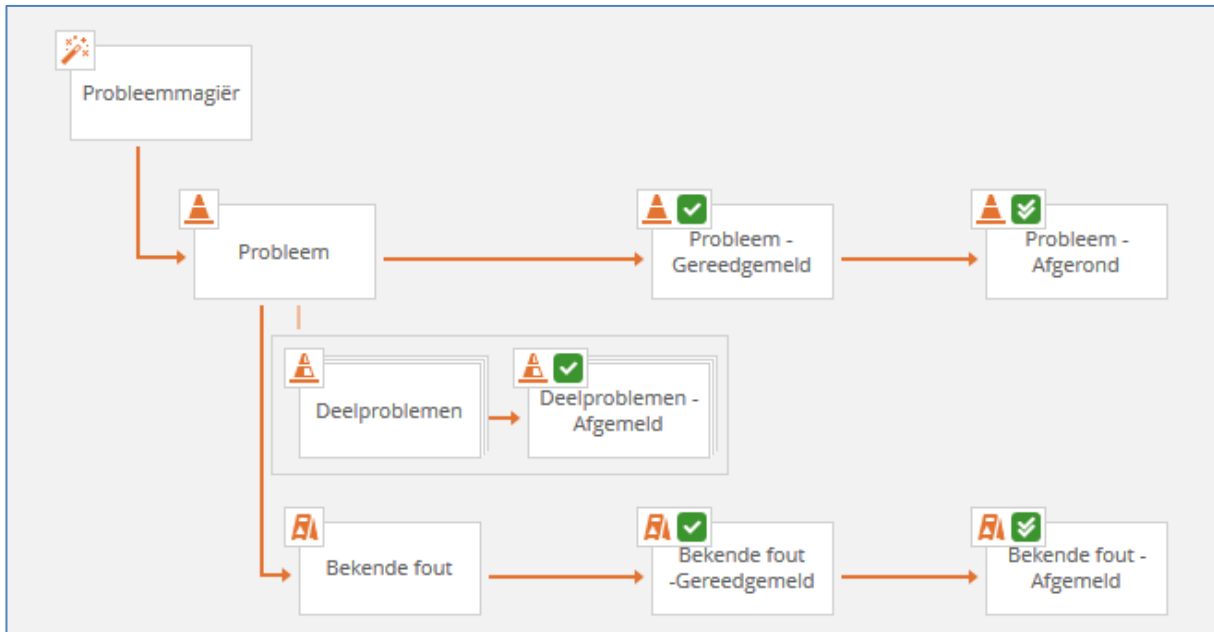 Probleemmagiër
Probleem
Probleem -
Gereedgemeld
Probleem -
Afgerond
Deelproblemen
Deelproblemen -
Afgemeld
Bekende fout
Bekende fout
-Gereedgemeld
Bekende fout -
Afgemeld